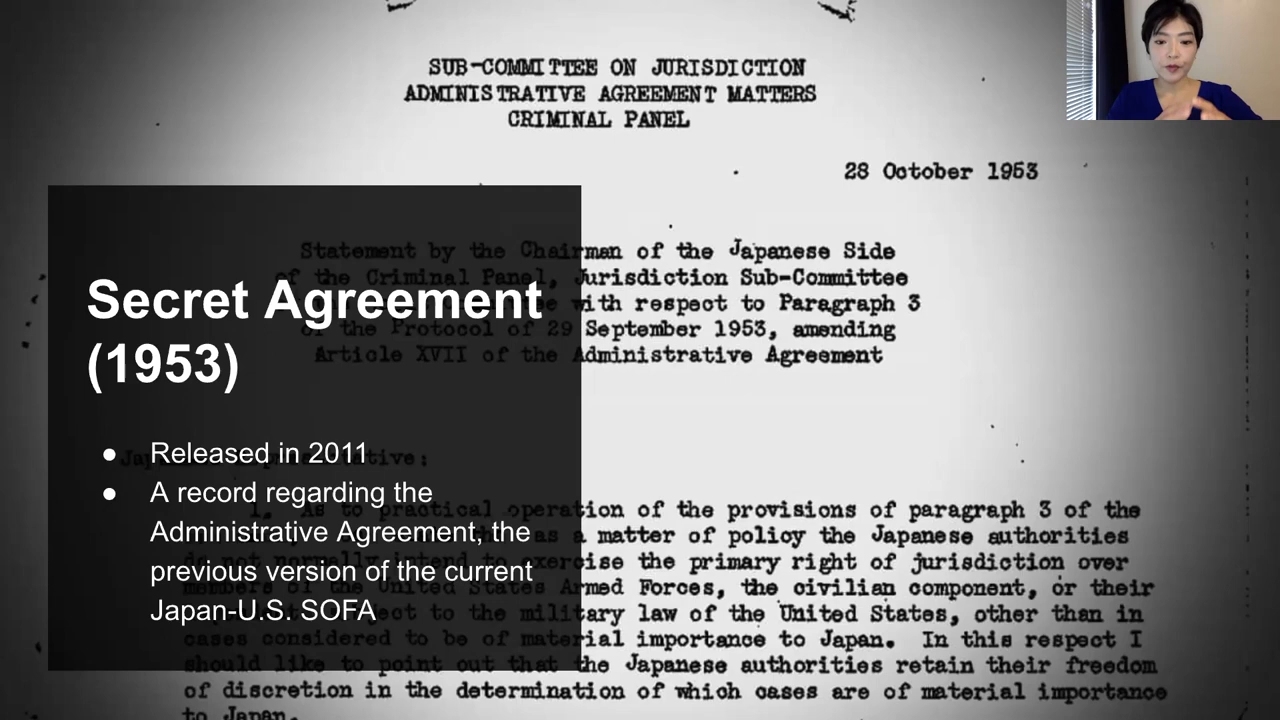 SUB-COMMITTEE ON JURISDICTION
ADMINISTRATIVE AGREEMENT MATTERS
CRIMINAL PANEL
28 October 1953
Statement by the Chairman of the Japanese Side
of the Criminal Panel, Jurisdiction Sub-Committee
with respect to Paragraph 3
of the Protocol of 29 September 1953, amending
Article XVII of the Administrative Agreement
Secret Agreement
(1953)
● Released in 2011
● A record regarding the
Administrative Agreement, the
previous version of the current
Japan-U.S. SOFA
1. As to practical operation of the provisions of paragraph 3 of the
as a matter of policy the Japanese authorities
do not normally intend to exercise the primary right of jurisdiction over
members of the United States Armed Forces, the civilian component, or their
subject to the military law of the United States, other than in
cases considered to be of material importance to Japan. In this respect I
should like to point out that the Japanese authorities retain their freedom
of discretion in the determination of which cases are of material importance
to Japan.